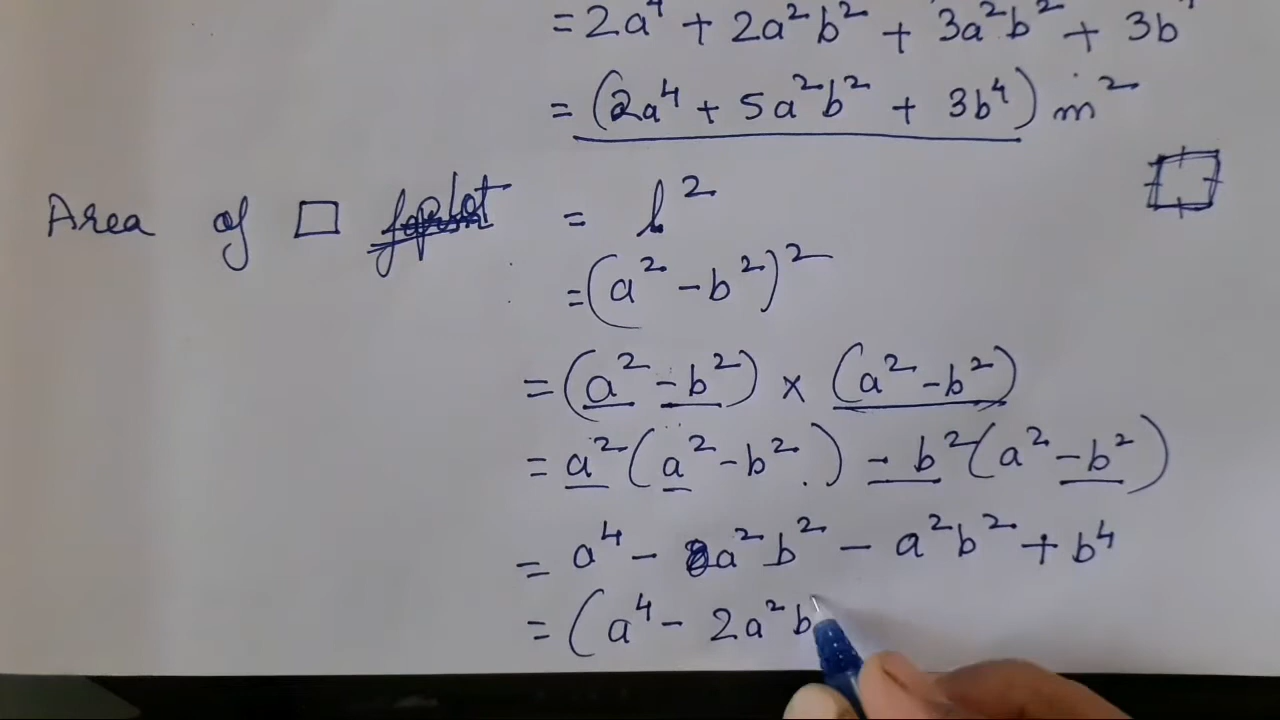 = 2a⁴ + 2a²b² + 3a²b² + 3b⁴
= (2a⁴ + 5a²b² + 3b⁴) m²
Area of □ = l²
= (a² - b²)²
= (a² - b²) × (a² - b²)
= a² (a² - b²) - b² (a² - b²)
= a⁴ - a²b² - a²b² + b⁴
= (a⁴ - 2a²b